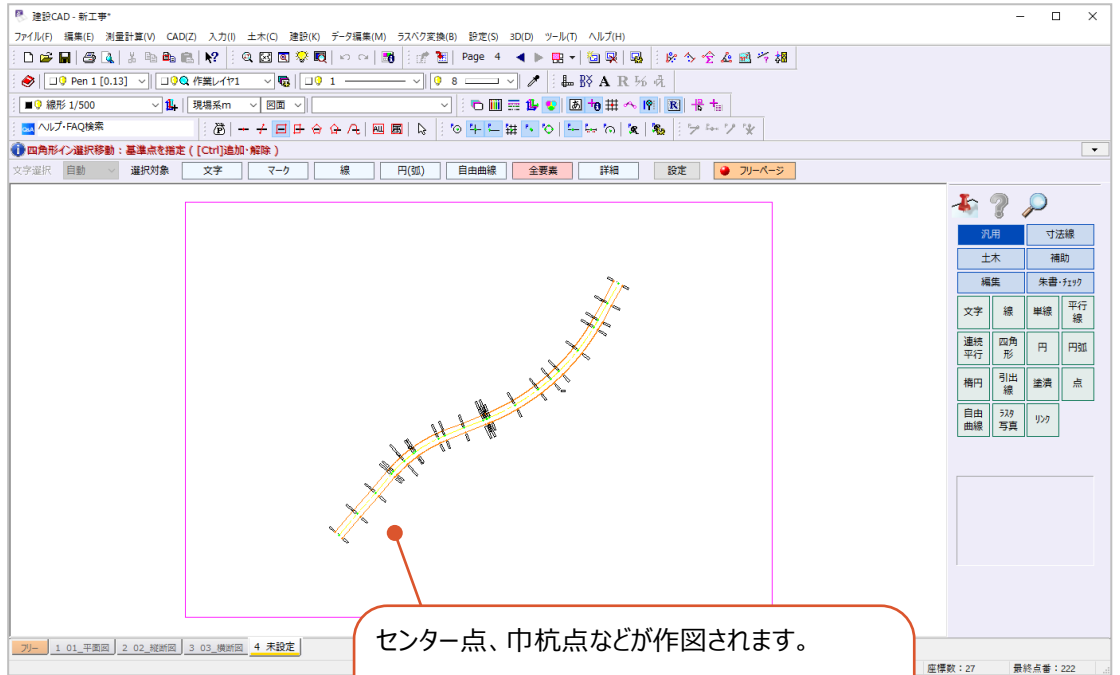 建設CAD - 新工事*
ファイル(F) 編集(E) 測量計算(V) CAD(Z) 入力(I) 土木(C) 建設(K) データ編集(M) ラスベク変換(B) 設定(S) 3D(D) ツール(T) ヘルプ(H)
Page 4
Pen 1 [0.13] 作業レイヤ1 1 8 A R
線形 1/500 現場系m 図面
ヘルプ・FAQ検索
四角形イン選択移動：基準点を指定 ( [Ctrl]追加・解除 )
文字選択 自動 選択対象 文字 マーク 線 円(弧) 自由曲線 全要素 詳細 設定 フリーページ
汎用 寸法線
土木 補助
編集 朱書・チェック
文字 線 単線 平行線
連続平行 四角形 円 円弧
楕円 引出線 塗潰 点
自由曲線 ラスタ写真 リンク
センター点、巾杭点などが作図されます。
フリー 1 01_平面図 2 02_縦断図 3 03_横断図 4 未設定
座標数：27 最終点番：222